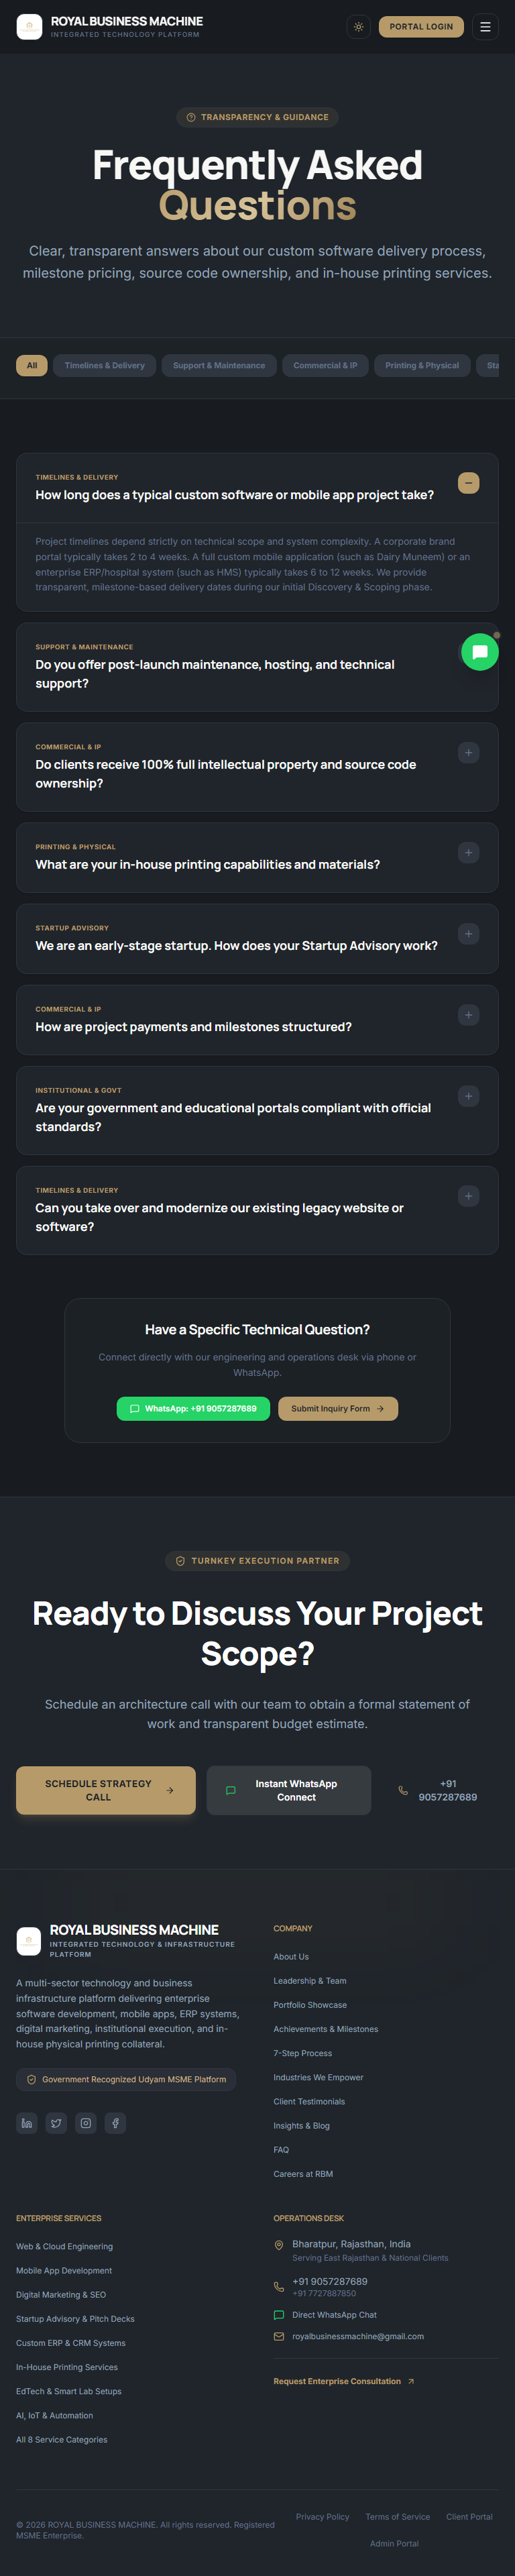 ROYAL BUSINESS MACHINE
INTEGRATED TECHNOLOGY PLATFORM
PORTAL LOGIN
TRANSPARENCY & GUIDANCE
Frequently Asked
Questions
Clear, transparent answers about our custom software delivery process,
milestone pricing, source code ownership, and in-house printing services.
All
Timelines & Delivery
Support & Maintenance
Commercial & IP
Printing & Physical
Sta
TIMELINES & DELIVERY
How long does a typical custom software or mobile app project take?
Project timelines depend strictly on technical scope and system complexity. A corporate brand
portal typically takes 2 to 4 weeks. A full custom mobile application (such as Dairy Muneem) or an
enterprise ERP/hospital system (such as HMS) typically takes 6 to 12 weeks. We provide
transparent, milestone-based delivery dates during our initial Discovery & Scoping phase.
SUPPORT & MAINTENANCE
Do you offer post-launch maintenance, hosting, and technical
support?
COMMERCIAL & IP
Do clients receive 100% full intellectual property and source code
ownership?
PRINTING & PHYSICAL
What are your in-house printing capabilities and materials?
STARTUP ADVISORY
We are an early-stage startup. How does your Startup Advisory work?
COMMERCIAL & IP
How are project payments and milestones structured?
INSTITUTIONAL & GOVT
Are your government and educational portals compliant with official
standards?
TIMELINES & DELIVERY
Can you take over and modernize our existing legacy website or
software?
Have a Specific Technical Question?
Connect directly with our engineering and operations desk via phone or
WhatsApp.
WhatsApp: +91 9057287689
Submit Inquiry Form
TURNKEY EXECUTION PARTNER
Ready to Discuss Your Project
Scope?
Schedule an architecture call with our team to obtain a formal statement of
work and transparent budget estimate.
SCHEDULE STRATEGY
CALL
Instant WhatsApp
Connect
+91
9057287689
ROYAL BUSINESS MACHINE
INTEGRATED TECHNOLOGY & INFRASTRUCTURE
PLATFORM
A multi-sector technology and business
infrastructure platform delivering enterprise
software development, mobile apps, ERP systems,
digital marketing, institutional execution, and in-
house physical printing collateral.
Government Recognized Udyam MSME Platform
COMPANY
About Us
Leadership & Team
Portfolio Showcase
Achievements & Milestones
7-Step Process
Industries We Empower
Client Testimonials
Insights & Blog
FAQ
Careers at RBM
ENTERPRISE SERVICES
Web & Cloud Engineering
Mobile App Development
Digital Marketing & SEO
Startup Advisory & Pitch Decks
Custom ERP & CRM Systems
In-House Printing Services
EdTech & Smart Lab Setups
AI, IoT & Automation
All 8 Service Categories
OPERATIONS DESK
Bharatpur, Rajasthan, India
Serving East Rajasthan & National Clients
+91 9057287689
+91 7727887850
Direct WhatsApp Chat
royalbusinessmachine@gmail.com
Request Enterprise Consultation
© 2026 ROYAL BUSINESS MACHINE. All rights reserved. Registered
MSME Enterprise.
Privacy Policy
Terms of Service
Client Portal
Admin Portal